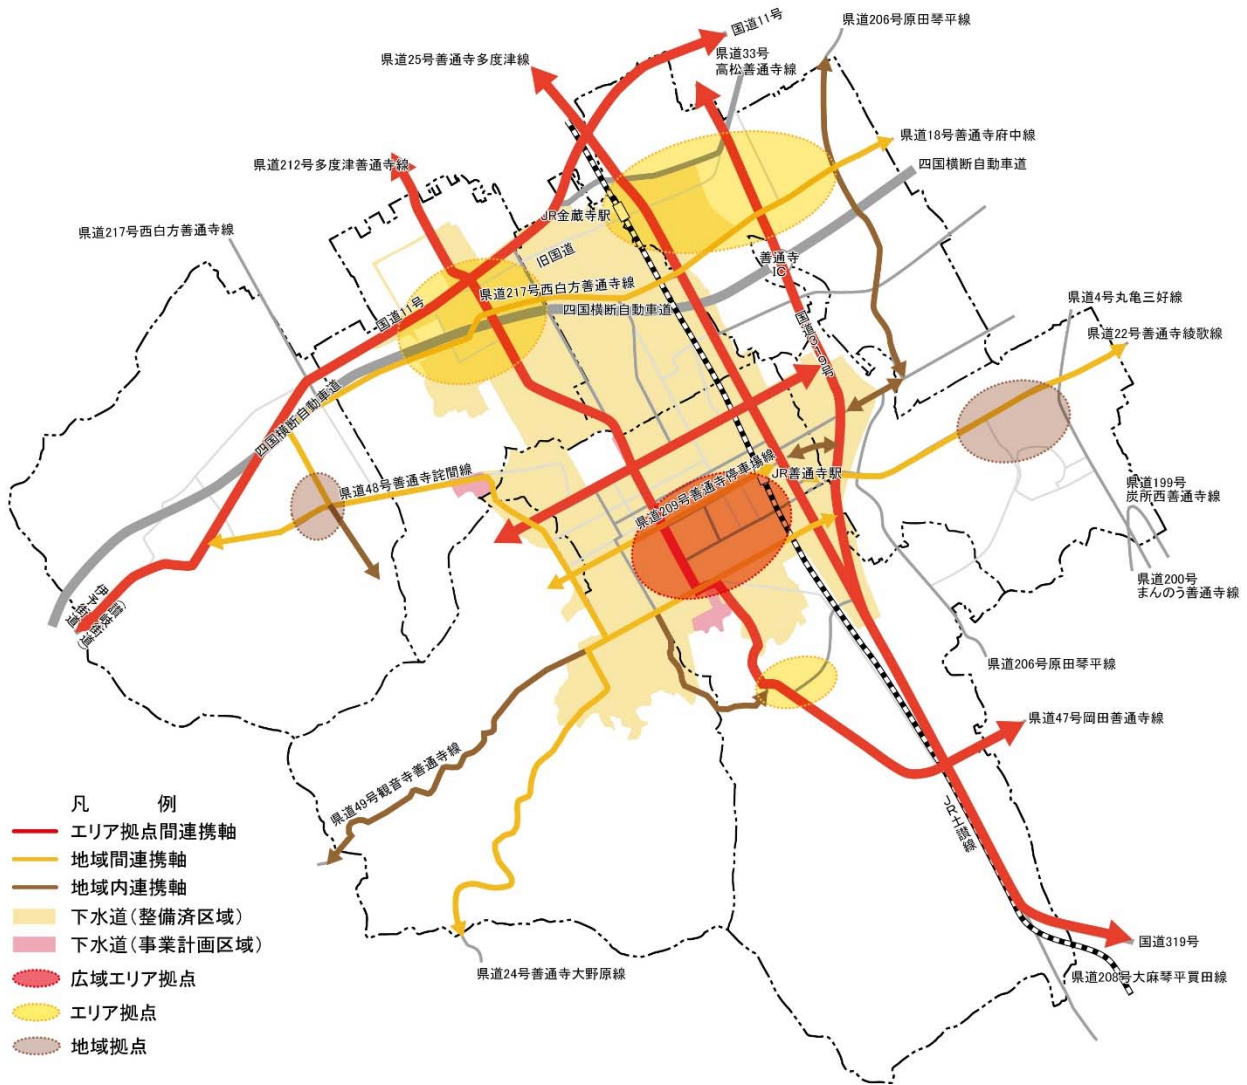 国道11号
県道206号原田琴平線
県道25号善通寺多度津線
県道33号
高松善通寺線
県道18号善通寺府中線
四国横断自動車道
県道212号多度津善通寺線
JR金蔵寺駅
県道217号西白方善通寺線
旧国道
善通寺
IC
県道217号西白方善通寺線
国道11号
四国横断自動車道
県道4号丸亀三好線
国道319号
県道22号善通寺綾歌線
四国横断自動車道
県道48号善通寺詫間線
県道209号善通寺停車場線
JR善通寺駅
県道199号
炭所西善通寺線
県道200号
まんのう善通寺線
伊予街道
(讃岐街道)
県道206号原田琴平線
県道47号岡田善通寺線
県道49号観音寺善通寺線
JR土讃線
国道319号
県道24号善通寺大野原線
県道208号大麻琴平買田線
凡　例
エリア拠点間連携軸
地域間連携軸
地域内連携軸
下水道(整備済区域)
下水道(事業計画区域)
広域エリア拠点
エリア拠点
地域拠点